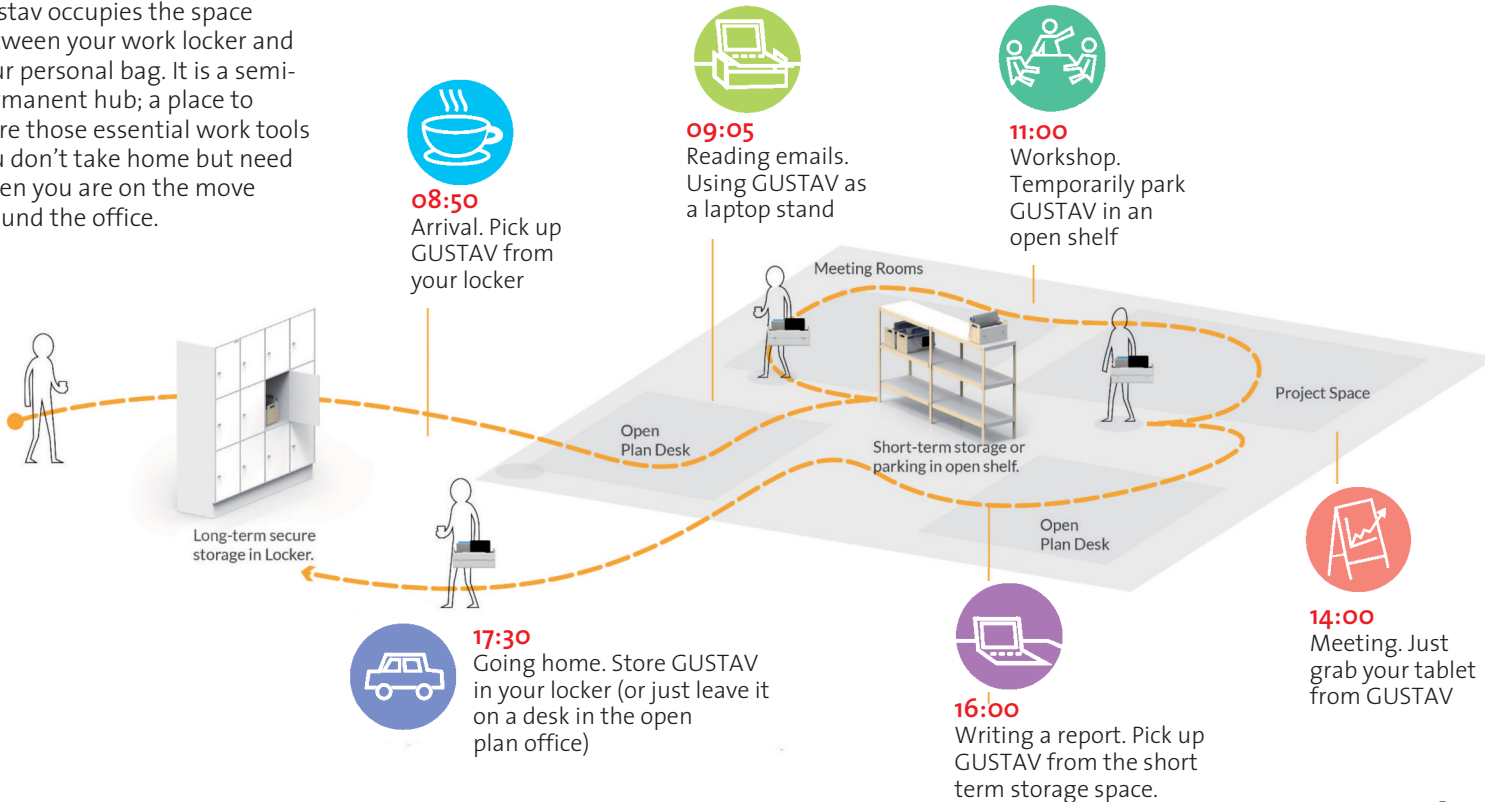 stav occupies the space
tween your work locker and
ur personal bag. It is a semi-
rmanent hub; a place to
re those essential work tools
u don’t take home but need
en you are on the move
und the office.
08:50
Arrival. Pick up
GUSTAV from
your locker
09:05
Reading emails.
Using GUSTAV as
a laptop stand
11:00
Workshop.
Temporarily park
GUSTAV in an
open shelf
Meeting Rooms
Project Space
Open
Plan Desk
Short-term storage or
parking in open shelf.
Long-term secure
storage in Locker.
Open
Plan Desk
14:00
Meeting. Just
grab your tablet
from GUSTAV
16:00
Writing a report. Pick up
GUSTAV from the short
term storage space.
17:30
Going home. Store GUSTAV
in your locker (or just leave it
on a desk in the open
plan office)